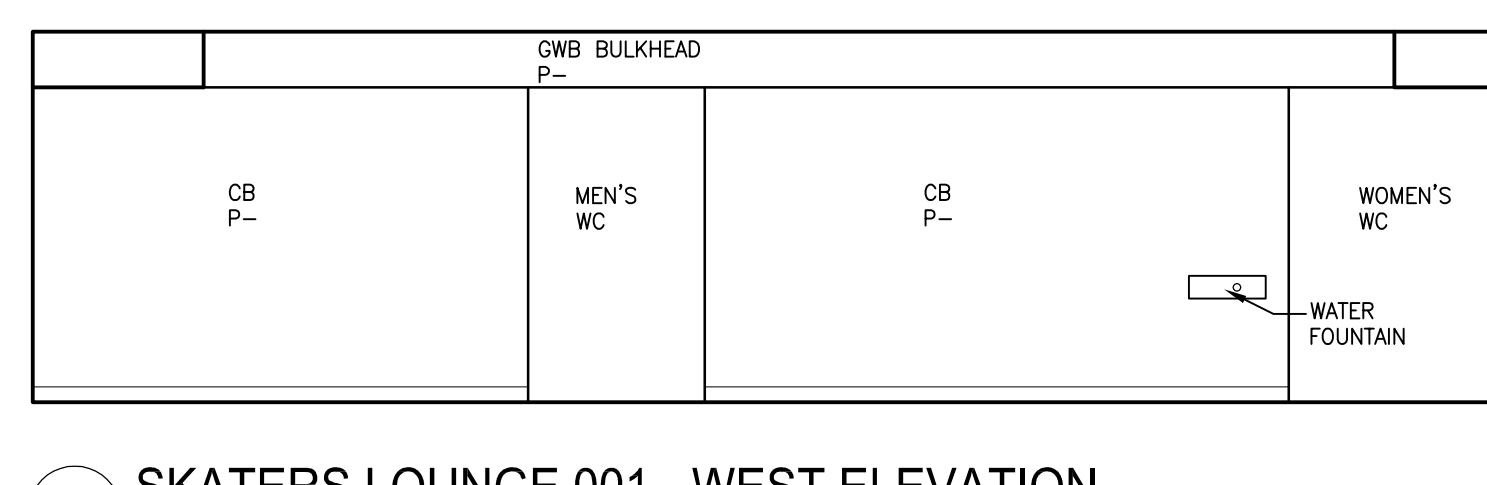 GWB BULKHEAD
P-
CB
P-
MEN'S
WC
CB
P-
WOMEN'S
WC
WATER
FOUNTAIN
SKATERS LOUNGE 001 - WEST ELEVATION